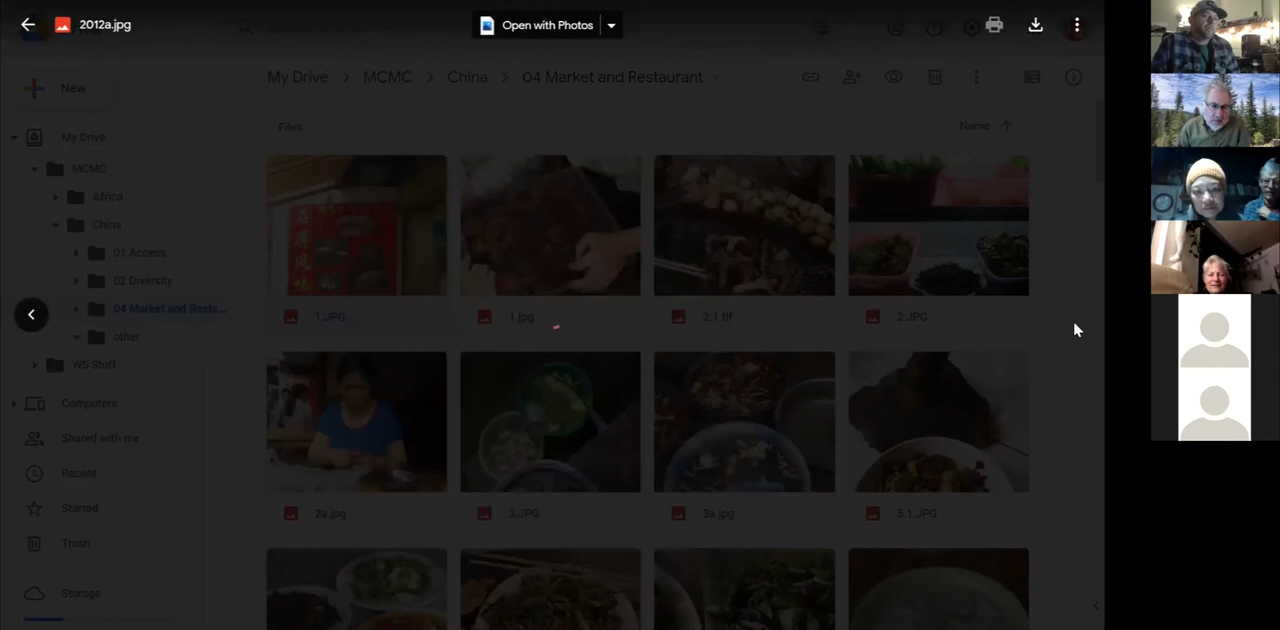 2012a.jpg
Open with Photos
My Drive > MCMC > China > 04 Market and Restaurant
New
Files
Name
My Drive
MCMC
Africa
China
01 Access
02 Diversity
04 Market and Resta...
other
WS Stuff
Computers
Shared with me
Recent
Starred
Trash
Storage
1.JPG
1.jpg
2.1.tif
2.JPG
2a.jpg
3.JPG
3a.jpg
5.1.JPG